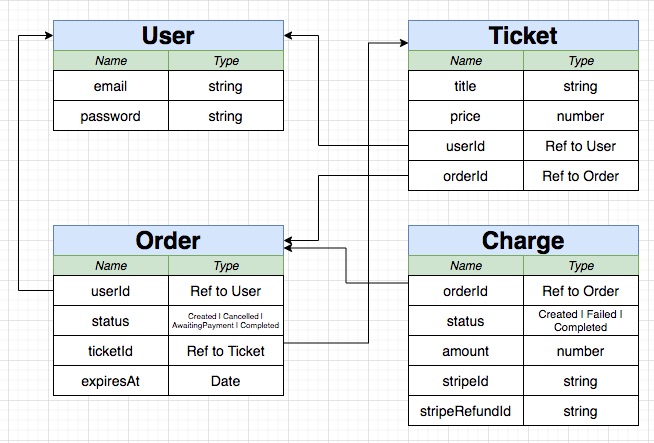 User
Name Type
email string
password string
Ticket
Name Type
title string
price number
userId Ref to User
orderId Ref to Order
Order
Name Type
userId Ref to User
status Created | Cancelled |
AwaitingPayment | Completed
ticketId Ref to Ticket
expiresAt Date
Charge
Name Type
orderId Ref to Order
status Created | Failed |
Completed
amount number
stripeId string
stripeRefundId string